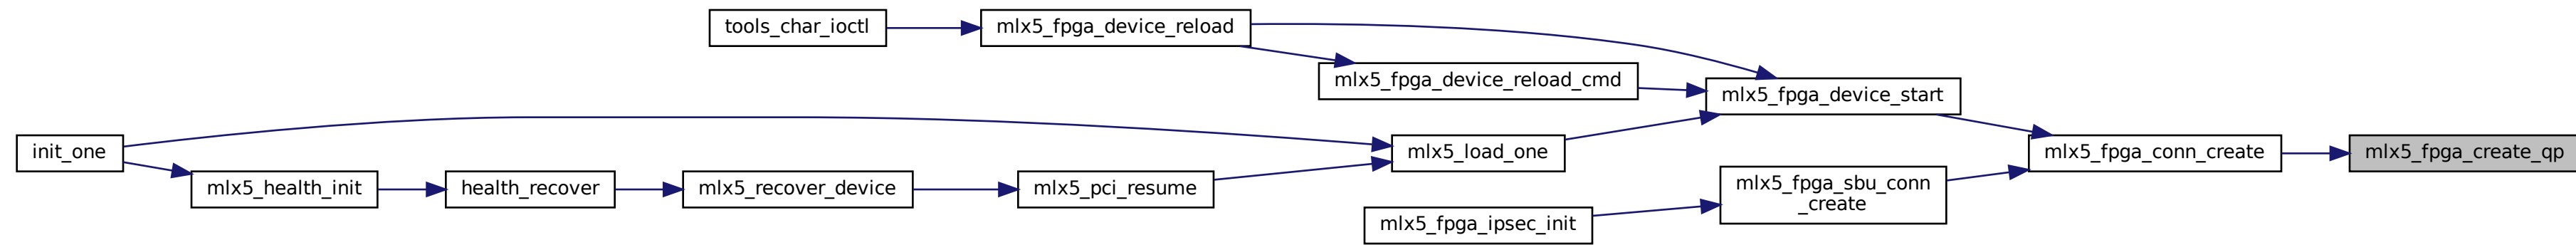 tools_char_ioctl
mlx5_fpga_device_reload
mlx5_fpga_device_reload_cmd
mlx5_fpga_device_start
init_one
mlx5_load_one
mlx5_fpga_conn_create
mlx5_fpga_create_qp
mlx5_health_init
health_recover
mlx5_recover_device
mlx5_pci_resume
mlx5_fpga_sbu_conn
_create
mlx5_fpga_ipsec_init